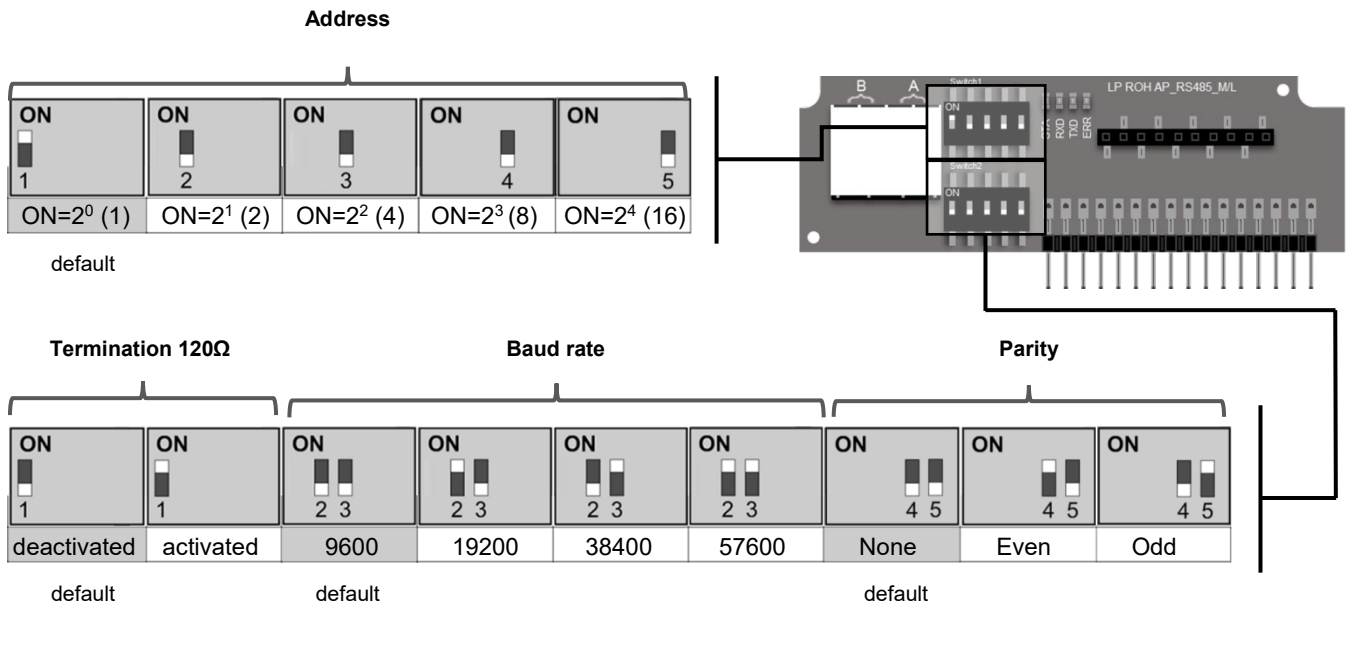 Address
ON ON ON ON ON
1 2 3 4 5
ON=2⁰ (1) ON=2¹ (2) ON=2² (4) ON=2³ (8) ON=2⁴ (16)
default
B A
Switch1
ON
STA RXD TXD ERR
LP ROH AP_RS485_M/L
Switch2
ON
Termination 120Ω Baud rate Parity
ON ON ON ON ON ON ON ON ON
1 1 2 3 2 3 2 3 2 3 4 5 4 5 4 5
deactivated activated 9600 19200 38400 57600 None Even Odd
default default default